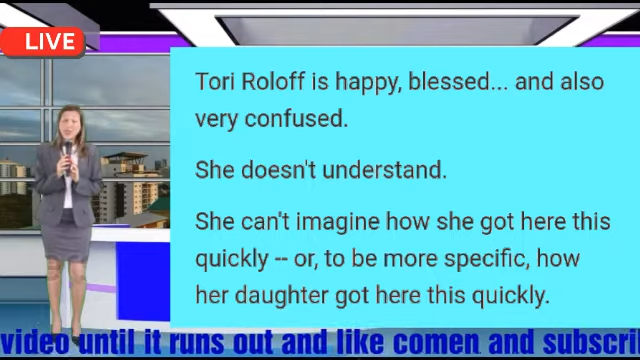 LIVE
Tori Roloff is happy, blessed... and also
very confused.
She doesn't understand.
She can't imagine how she got here this
quickly -- or, to be more specific, how
her daughter got here this quickly.
video until it runs out and like comen and subscri